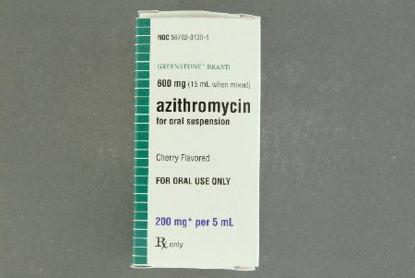 NDC 59762-3120-1
GREENSTONE™ BRAND
600 mg (15 mL when mixed)
azithromycin
for oral suspension
Cherry Flavored
FOR ORAL USE ONLY
200 mg* per 5 mL
Rx only